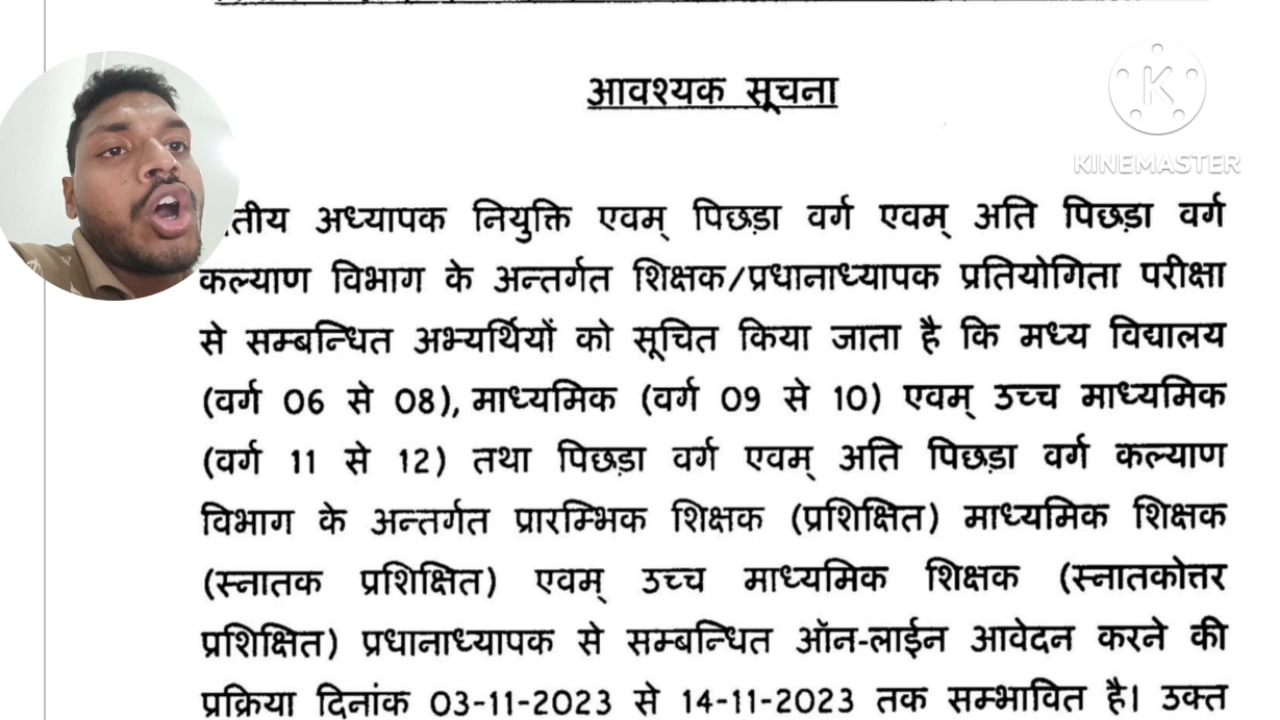 आवश्यक सूचना
KINEMASTER
अध्यापक नियुक्ति एवम् पिछड़ा वर्ग एवम् अति पिछड़ा वर्ग
कल्याण विभाग के अन्तर्गत शिक्षक/प्रधानाध्यापक प्रतियोगिता परीक्षा
से सम्बन्धित अभ्यर्थियों को सूचित किया जाता है कि मध्य विद्यालय
(वर्ग 06 से 08), माध्यमिक (वर्ग 09 से 10) एवम् उच्च माध्यमिक
(वर्ग 11 से 12) तथा पिछड़ा वर्ग एवम् अति पिछड़ा वर्ग कल्याण
विभाग के अन्तर्गत प्रारम्भिक शिक्षक (प्रशिक्षित) माध्यमिक शिक्षक
(स्नातक प्रशिक्षित) एवम् उच्च माध्यमिक शिक्षक (स्नातकोत्तर
प्रशिक्षित) प्रधानाध्यापक से सम्बन्धित ऑन-लाईन आवेदन करने की
प्रक्रिया दिनांक 03-11-2023 से 14-11-2023 तक सम्भावित है। उक्त